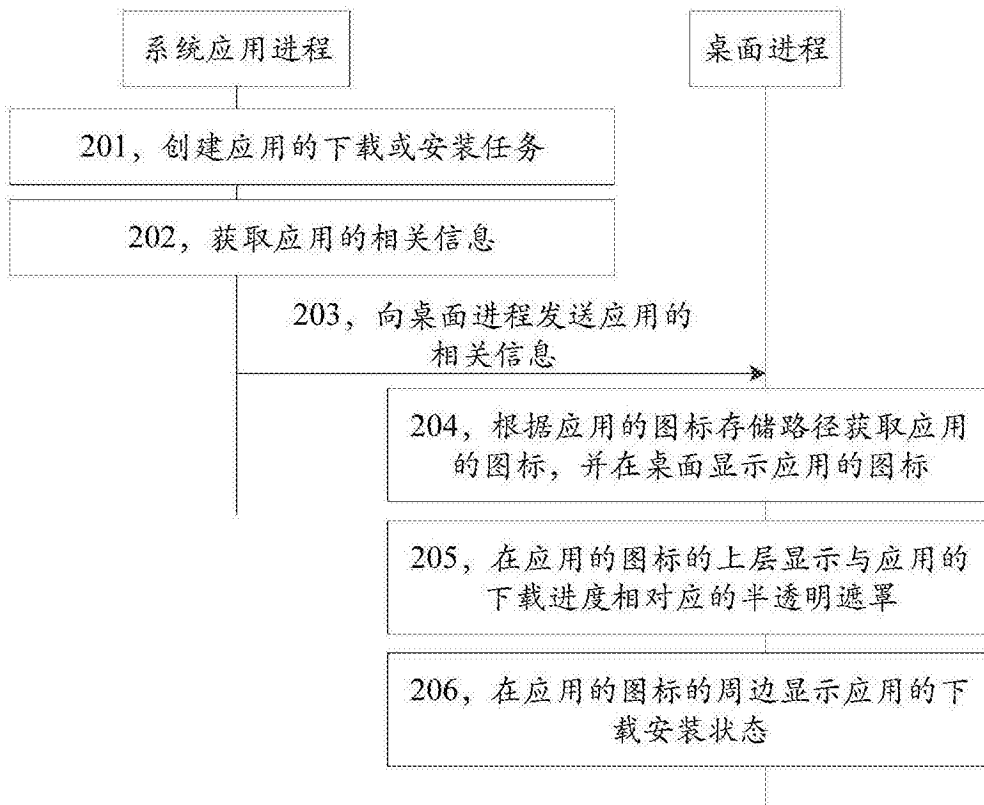 系统应用进程
桌面进程
201，创建应用的下载或安装任务
202，获取应用的相关信息
203，向桌面进程发送应用的
相关信息
204，根据应用的图标存储路径获取应用
的图标，并在桌面显示应用的图标
205，在应用的图标的上层显示与应用的
下载进度相对应的半透明遮罩
206，在应用的图标的周边显示应用的下
载安装状态